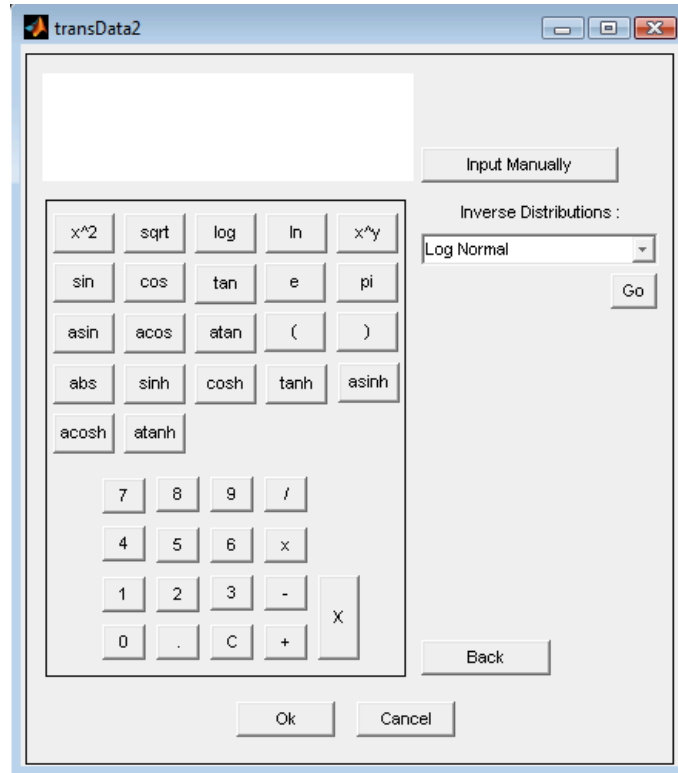 transData2
Input Manually
Inverse Distributions :
Log Normal
Go
x^2 sqrt log ln x^y
sin cos tan e pi
asin acos atan ( )
abs sinh cosh tanh asinh
acosh atanh
7 8 9 /
4 5 6 x
1 2 3 -
X
0 . C +
Back
Ok Cancel